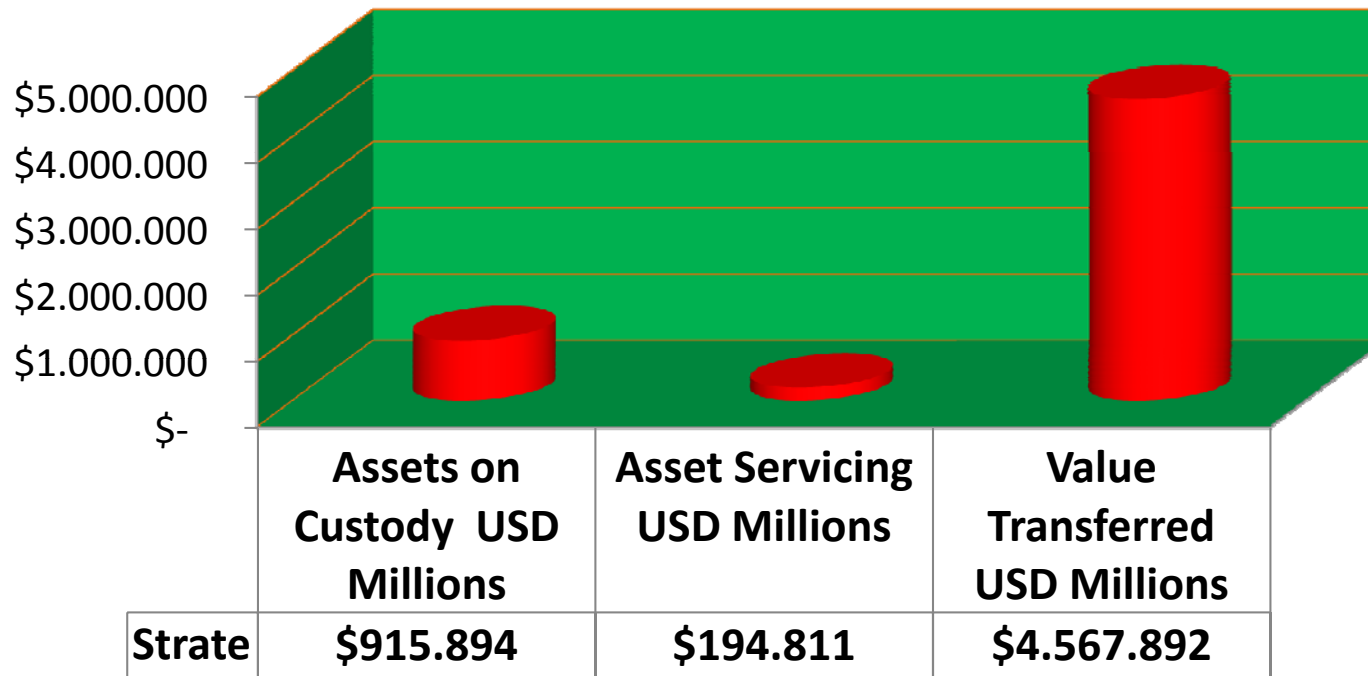 $5.000.000
$4.000.000
$3.000.000
$2.000.000
$1.000.000
$-
Assets on
Custody USD
Millions
Asset Servicing
USD Millions
Value
Transferred
USD Millions
Strate $915.894 $194.811 $4.567.892